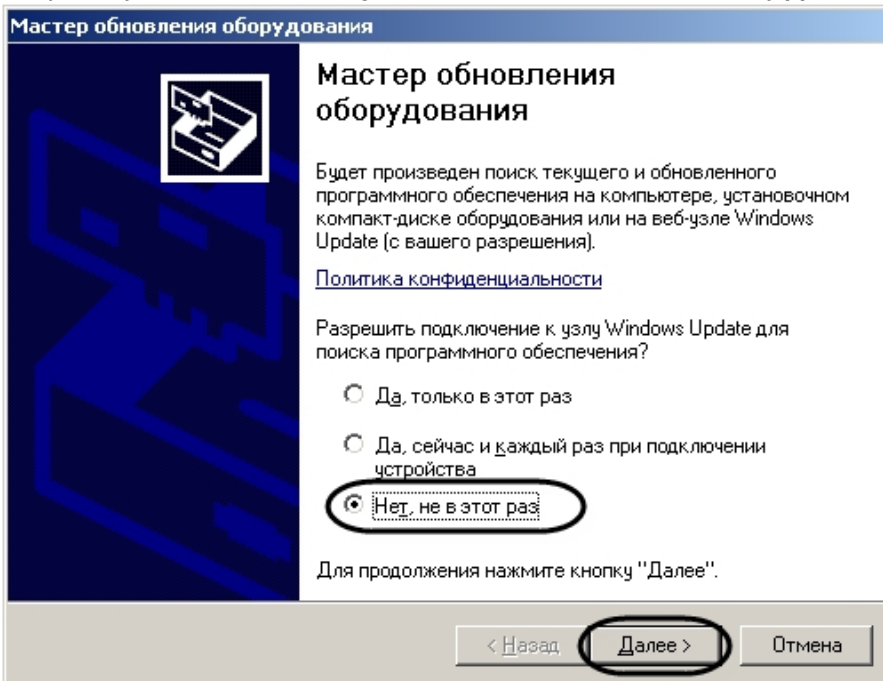 Мастер обновления оборудования
Мастер обновления
оборудования
Будет произведен поиск текущего и обновленного
программного обеспечения на компьютере, установочном
компакт-диске оборудования или на веб-узле Windows
Update (с вашего разрешения).
Политика конфиденциальности
Разрешить подключение к узлу Windows Update для
поиска программного обеспечения?
Да, только в этот раз
Да, сейчас и каждый раз при подключении
устройства
Нет, не в этот раз
Для продолжения нажмите кнопку "Далее".
< Назад
Далее >
Отмена